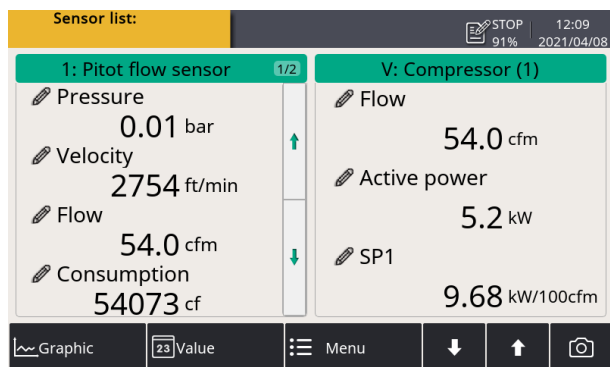 Sensor list:
STOP
91%
12:09
2021/04/08
1: Pitot flow sensor
1/2
Pressure
0.01 bar
Velocity
2754 ft/min
Flow
54.0 cfm
Consumption
54073 cf
V: Compressor (1)
Flow
54.0 cfm
Active power
5.2 kW
SP1
9.68 kW/100cfm
Graphic
23 Value
Menu